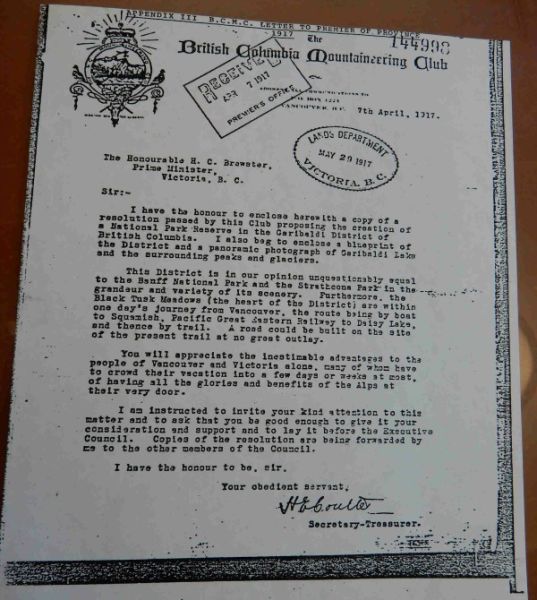 APPENDIX III B.C.M.C. LETTER TO PREMIER OF PROVINCE
1917
144998
The
British Columbia Mountaineering Club
RECEIVED
APR 7 1917
PREMIER'S OFFICE
VANCOUVER, B.C.
7th April, 1917.
LANDS DEPARTMENT
MAY 29 1917
VICTORIA, B.C.
The Honourable H. C. Brewster,
Prime Minister,
Victoria, B. C.
Sir:-
I have the honour to enclose herewith a copy of a
resolution passed by this Club proposing the creation of
a National Park Reserve in the Garibaldi District of
British Columbia. I also beg to enclose a blueprint of
the District and a panoramic photograph of Garibaldi Lake
and the surrounding peaks and glaciers.
This District is in our opinion unquestionably equal
to the Banff National Park and the Strathcona Park in the
grandeur and variety of its scenery. Furthermore, the
Black Tusk Meadows (the heart of the District) are within
one day's journey from Vancouver, the route being by boat
to Squamish, Pacific Great Eastern Railway to Daisy Lake,
and thence by trail. A road could be built on the site
of the present trail at no great outlay.
You will appreciate the inestimable advantages to the
people of Vancouver and Victoria alone, many of whom have
to crowd their vacation into a few days or weeks at most,
of having all the glories and benefits of the Alps at
their very door.
I am instructed to invite your kind attention to this
matter and to ask that you be good enough to give it your
consideration and support and to lay it before the Executive
Council. Copies of the resolution are being forwarded by
me to the other members of the Council.
I have the honour to be, sir,
Your obedient servant,
Secretary-Treasurer.